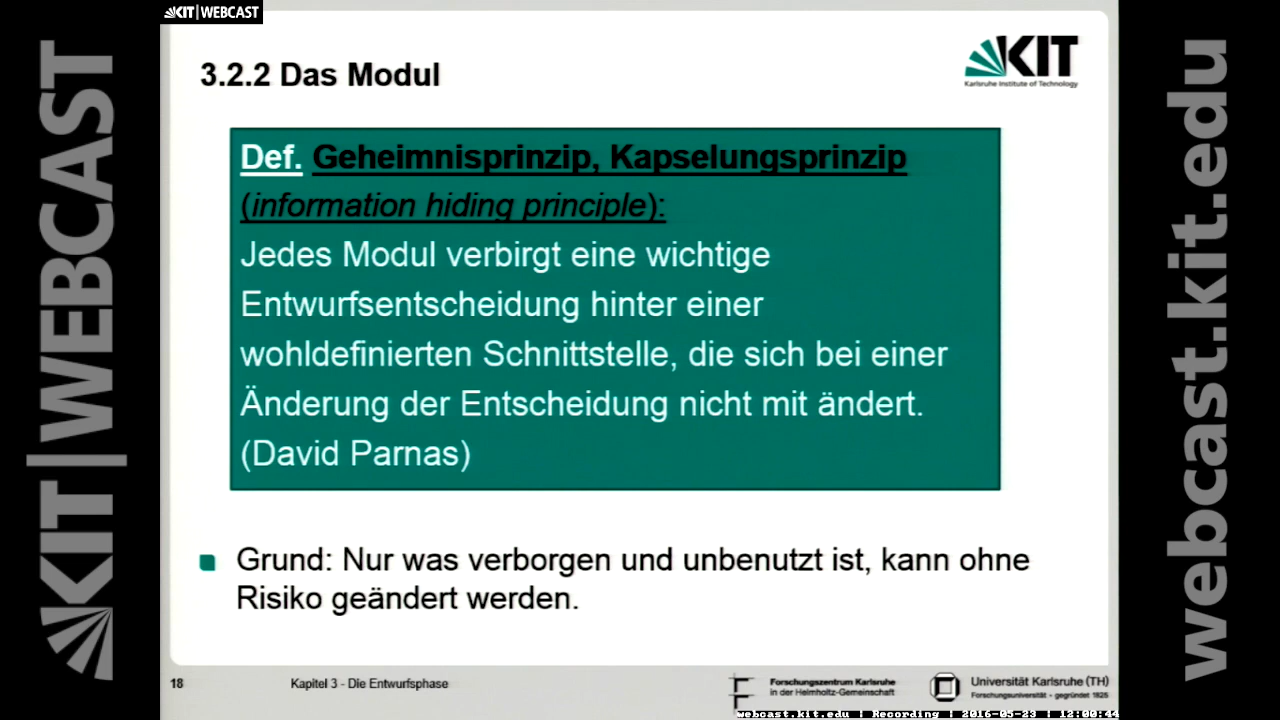 KIT|WEBCAST
KIT|WEBCAST
3.2.2 Das Modul
KIT
Karlsruhe Institute of Technology
Def. Geheimnisprinzip, Kapselungsprinzip
(information hiding principle):
Jedes Modul verbirgt eine wichtige
Entwurfsentscheidung hinter einer
wohldefinierten Schnittstelle, die sich bei einer
Änderung der Entscheidung nicht mit ändert.
(David Parnas)
Grund: Nur was verborgen und unbenutzt ist, kann ohne
Risiko geändert werden.
18
Kapitel 3 - Die Entwurfsphase
Forschungszentrum Karlsruhe
in der Helmholtz-Gemeinschaft
Universität Karlsruhe (TH)
Forschungsuniversität • gegründet 1825
webcast.kit.edu | Recording | 2016-05-23 | 12:00:44
webcast.kit.edu